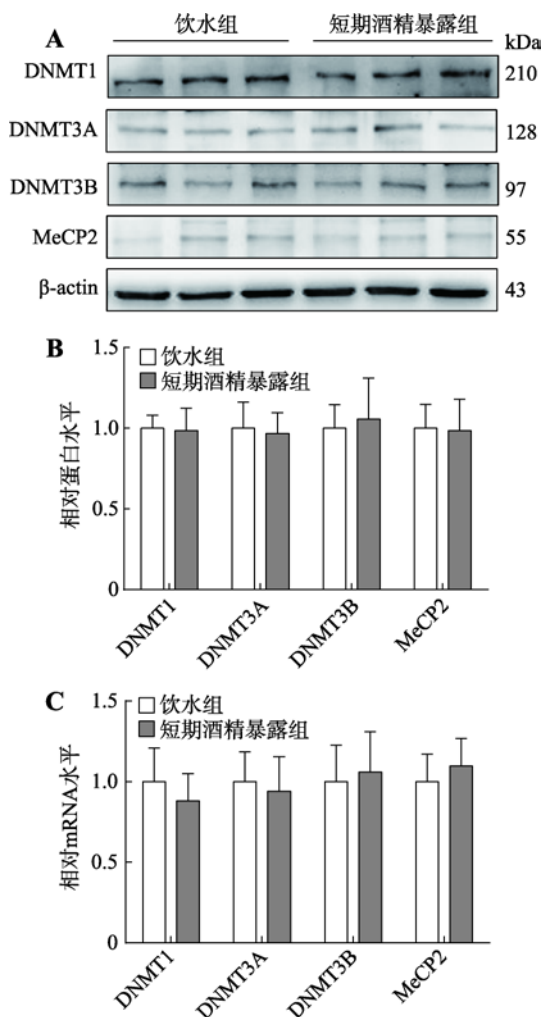 A
饮水组 短期酒精暴露组 kDa
DNMT1 210
DNMT3A 128
DNMT3B 97
MeCP2 55
β-actin 43
B
1.5
饮水组
短期酒精暴露组
1.0
相对蛋白水平
0.5
0
DNMT1 DNMT3A DNMT3B MeCP2
C
1.5
饮水组
短期酒精暴露组
1.0
相对mRNA水平
0.5
0
DNMT1 DNMT3A DNMT3B MeCP2